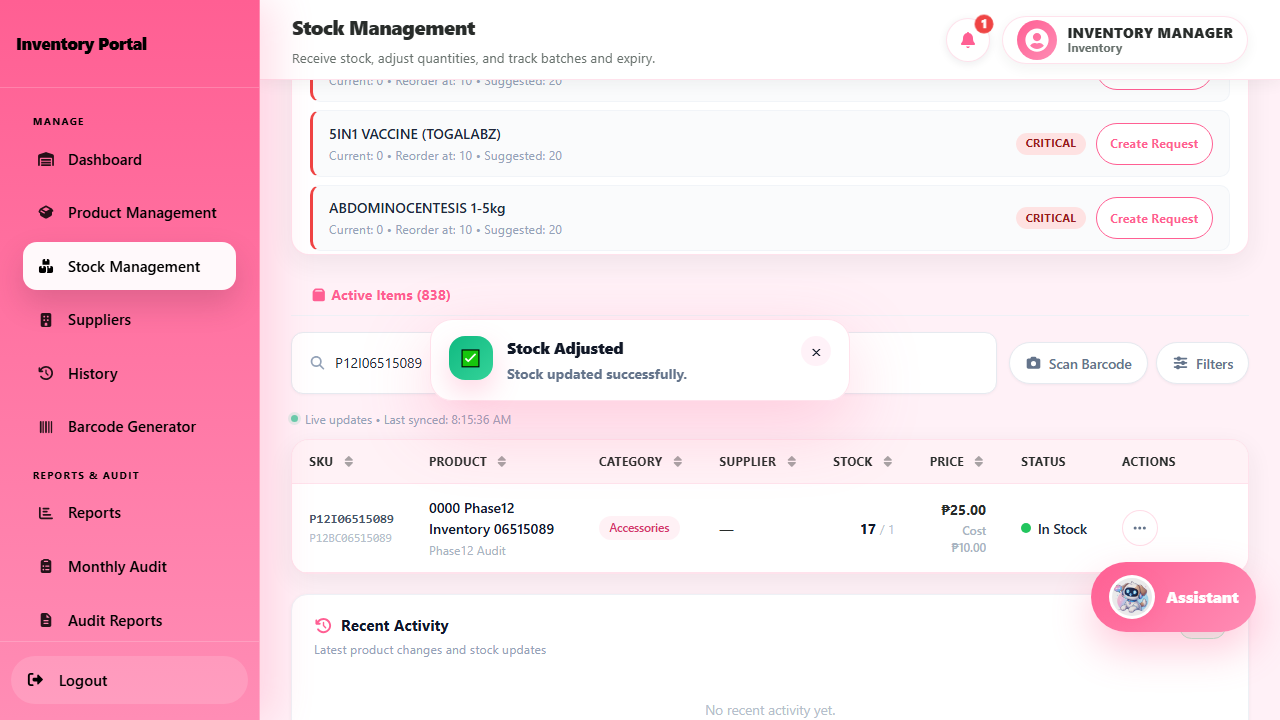 Inventory Portal
MANAGE
Dashboard
Product Management
Stock Management
Suppliers
History
Barcode Generator
REPORTS & AUDIT
Reports
Monthly Audit
Audit Reports
Logout
Stock Management
Receive stock, adjust quantities, and track batches and expiry.
1
INVENTORY MANAGER
Inventory
Current: 0 • Reorder at: 10 • Suggested: 20
5IN1 VACCINE (TOGALABZ)
Current: 0 • Reorder at: 10 • Suggested: 20
CRITICAL
Create Request
ABDOMINOCENTESIS 1-5kg
Current: 0 • Reorder at: 10 • Suggested: 20
CRITICAL
Create Request
Active Items (838)
P12I06515089
Stock Adjusted
Stock updated successfully.
Scan Barcode
Filters
Live updates • Last synced: 8:15:36 AM
SKU PRODUCT CATEGORY SUPPLIER STOCK PRICE STATUS ACTIONS
P12I06515089
P12BC06515089
0000 Phase12
Inventory 06515089
Phase12 Audit
Accessories
—
17 / 1
₱25.00
Cost
₱10.00
In Stock
Assistant
Recent Activity
Latest product changes and stock updates
No recent activity yet.